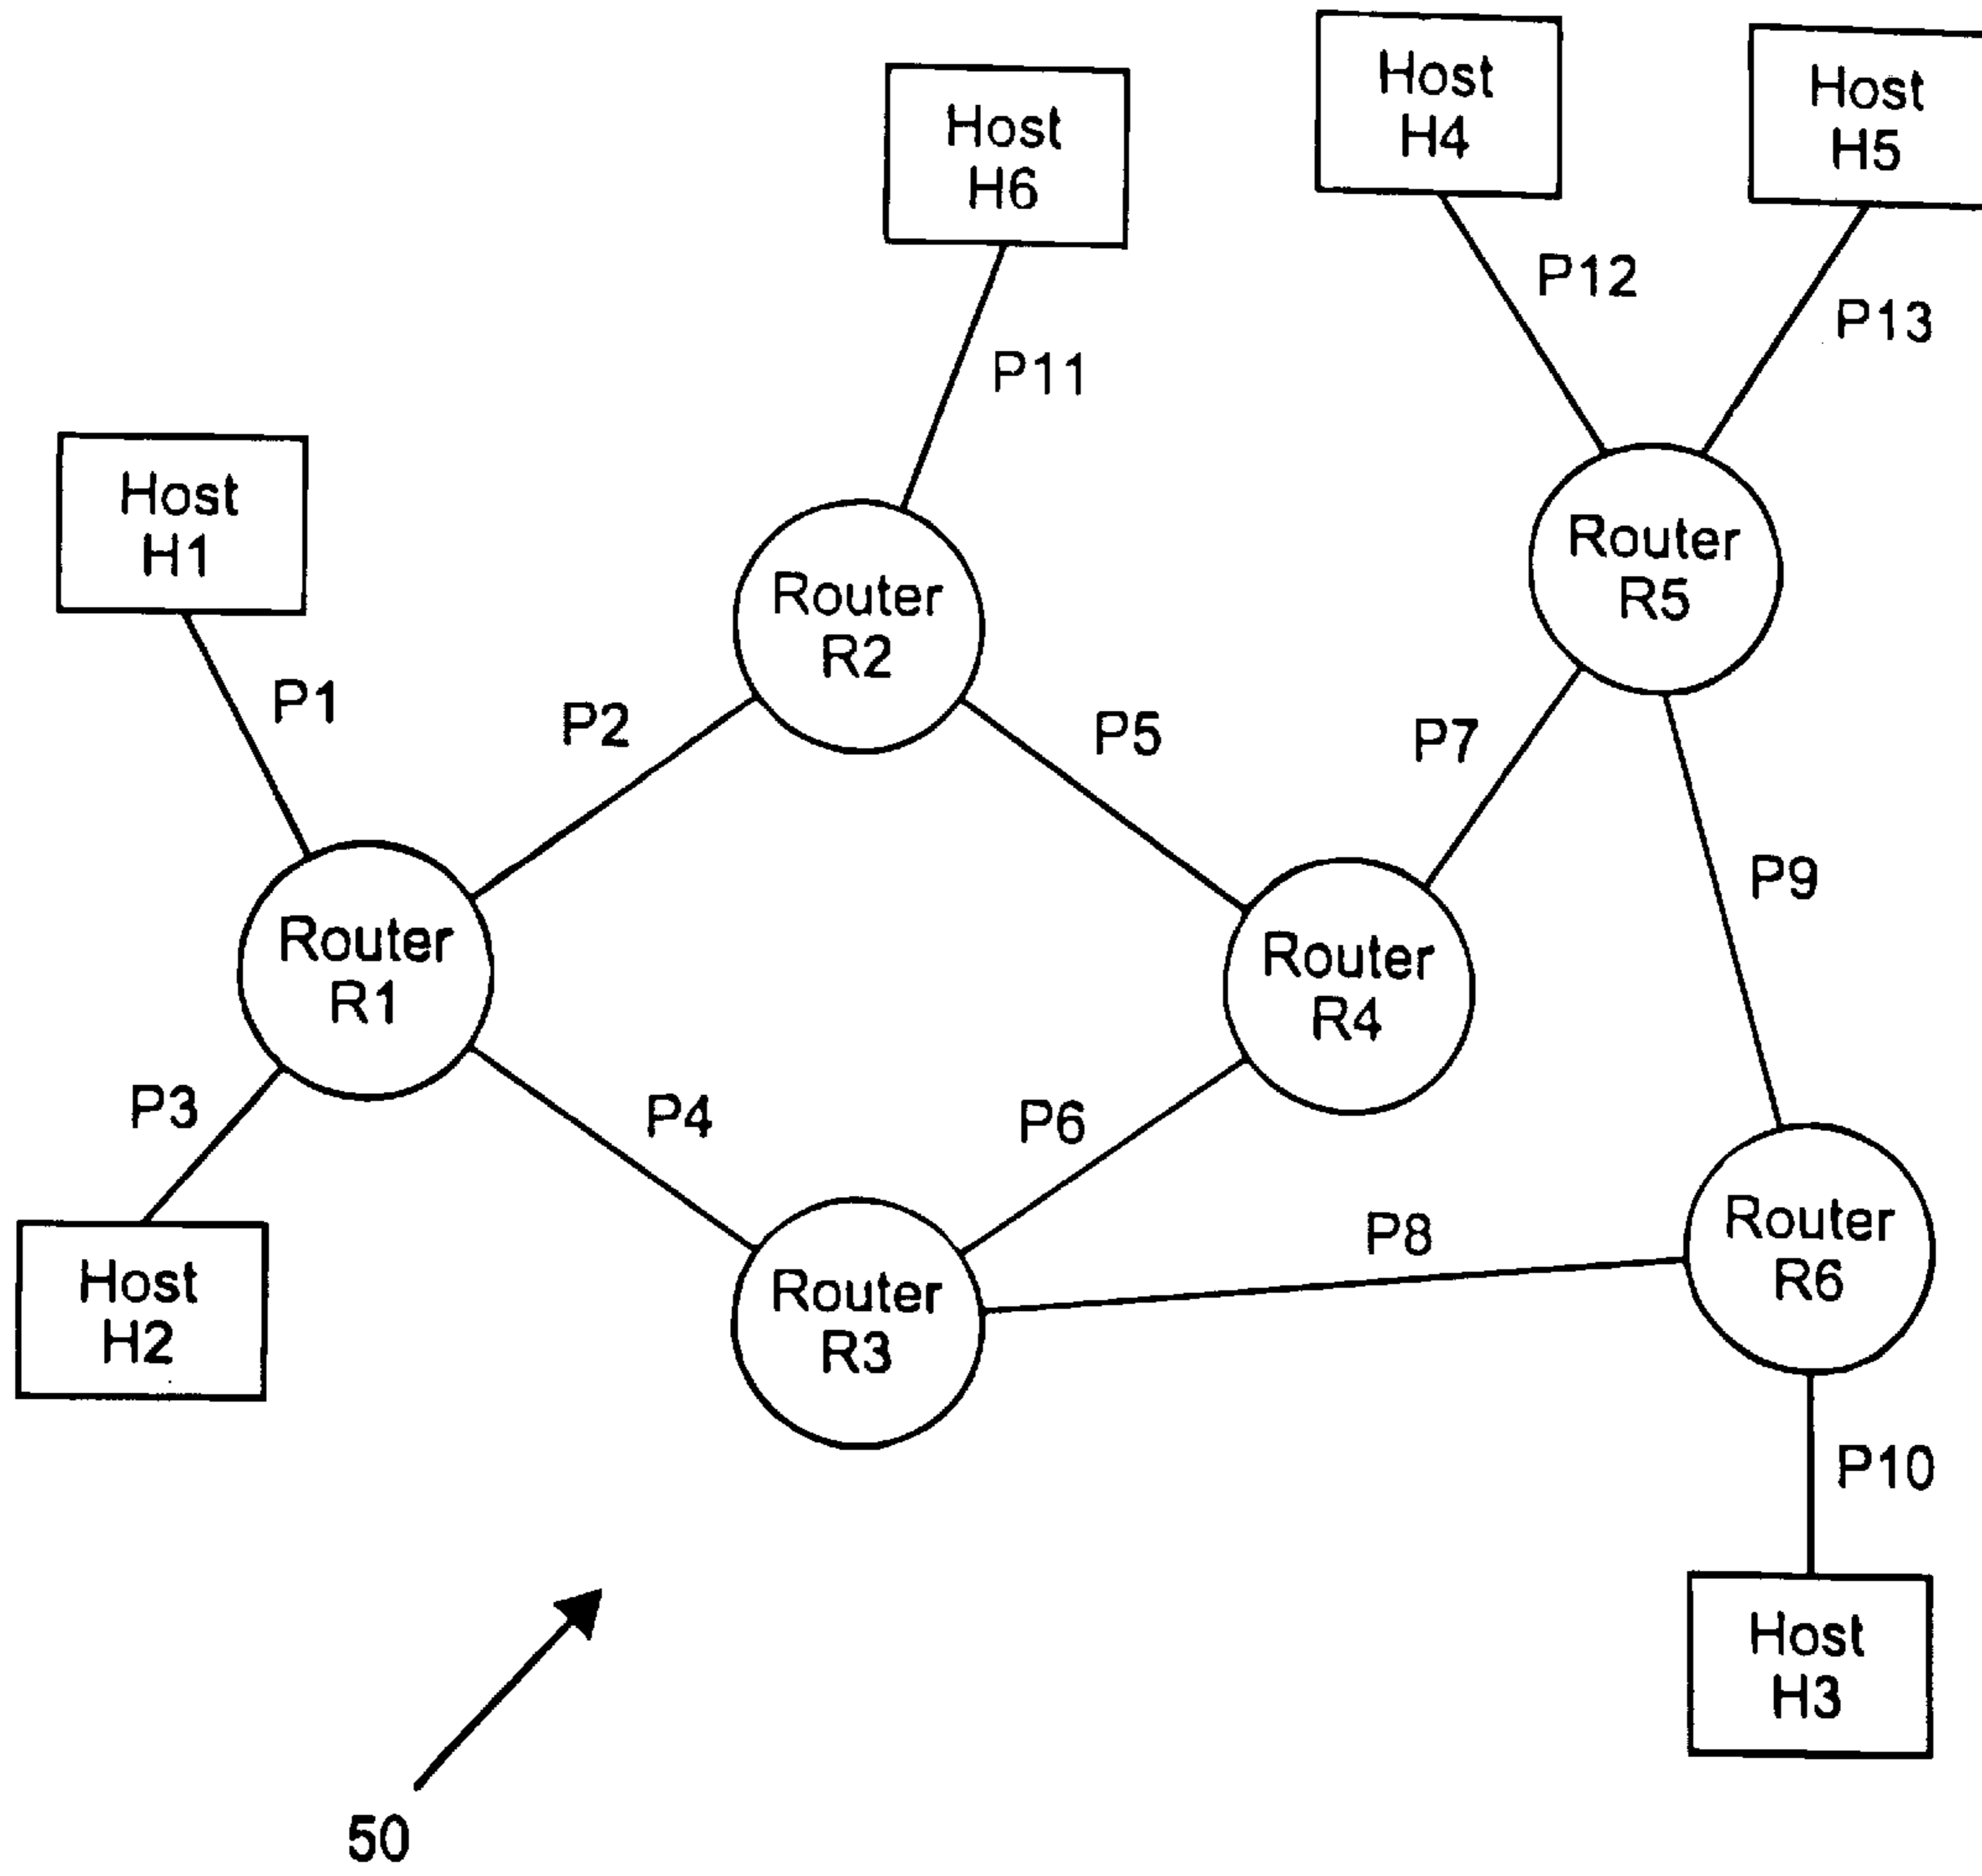 Host
H4
Host
H5
Host
H6
P12
P13
P11
Host
H1
Router
R5
Router
R2
P1
P2
P5
P7
P9
Router
R1
Router
R4
P3
P4
P6
Router
R6
P8
Host
H2
Router
R3
P10
Host
H3
50